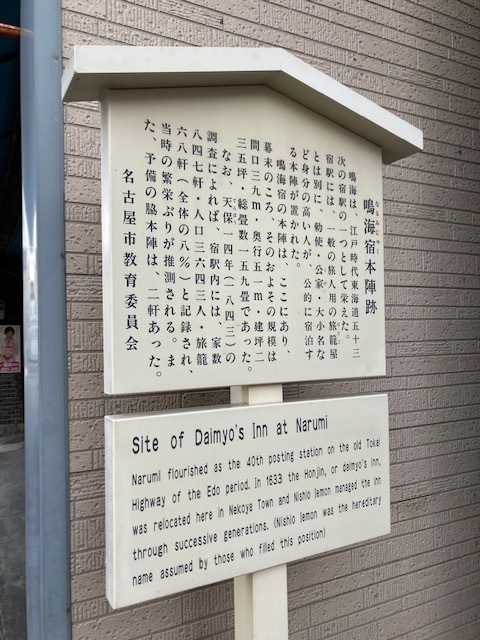 なるみじゅく
鳴海宿本陣跡
鳴海は、江戸時代東海道五十三
次の宿駅の一つとして栄えた。
宿駅には、一般の旅人用の旅籠屋
とは別に、勅使・公家・大小名な
ど身分の高い人が、公的に宿泊す
る本陣が置かれた。
鳴海宿の本陣は、ここにあり、
幕末のころ、そのおよその規模は
間口三九m・奥行五一m・建坪二
三五坪・総畳数一五九畳であった。
なお、天保一四年(一八四三)の
調査によれば、宿駅内には、家数
八四七軒・人口三六四三人・旅籠
六八軒(全体の八%)と記録され、
当時の繁栄ぶりが推測される。ま
た、予備の脇本陣は、二軒あった。
名古屋市教育委員会
Site of Daimyo's Inn at Narumi
Narumi flourished as the 40th posting station on the old Tokai
Highway of the Edo period. In 1633 the Honjin, or daimyo's inn,
was relocated here in Nekoya Town and Nishio Iemon managed the inn
through successive generations. (Nishio Iemon was the hereditary
name assumed by those who filled this position)